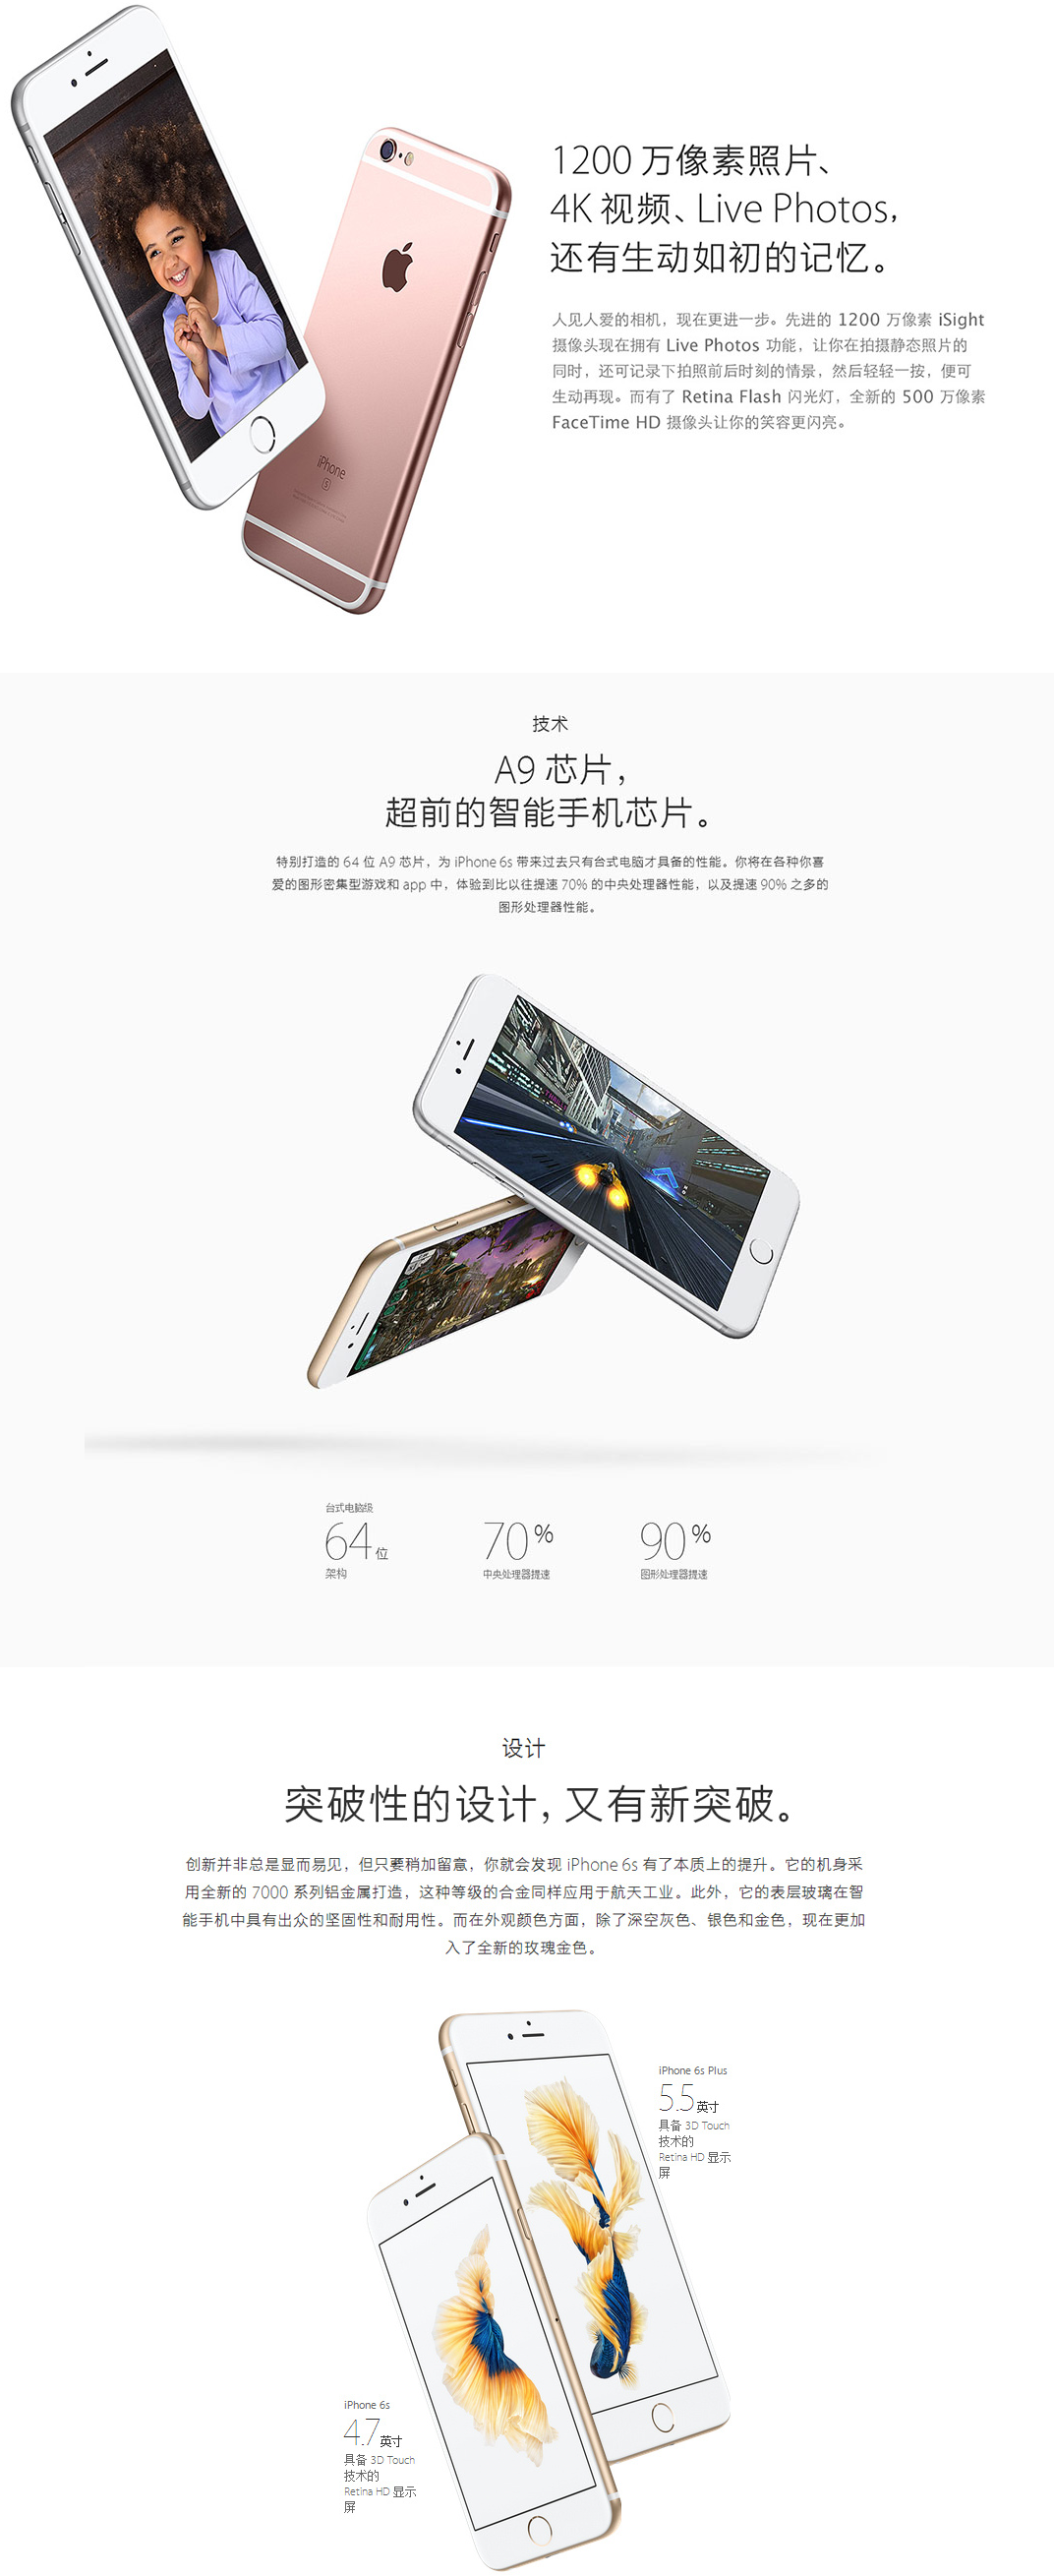 1200 万像素照片、
4K 视频、Live Photos，
还有生动如初的记忆。
人见人爱的相机，现在更进一步。先进的 1200 万像素 iSight
摄像头现在拥有 Live Photos 功能，让你在拍摄静态照片的
同时，还可记录下拍照前后时刻的情景，然后轻轻一按，便可
生动再现。而有了 Retina Flash 闪光灯，全新的 500 万像素
FaceTime HD 摄像头让你的笑容更闪亮。
iPhone
S
技术
A9 芯片，
超前的智能手机芯片。
特别打造的 64 位 A9 芯片，为 iPhone 6s 带来过去只有台式电脑才具备的性能。你将在各种你喜
爱的图形密集型游戏和 app 中，体验到比以往提速 70% 的中央处理器性能，以及提速 90% 之多的
图形处理器性能。
台式电脑级
64 位
架构
70 %
中央处理器提速
90 %
图形处理器提速
设计
突破性的设计，又有新突破。
创新并非总是显而易见，但只要稍加留意，你就会发现 iPhone 6s 有了本质上的提升。它的机身采
用全新的 7000 系列铝金属打造，这种等级的合金同样应用于航天工业。此外，它的表层玻璃在智
能手机中具有出众的坚固性和耐用性。而在外观颜色方面，除了深空灰色、银色和金色，现在更加
入了全新的玫瑰金色。
iPhone 6s Plus
5.5 英寸
具备 3D Touch
技术的
Retina HD 显示
屏
iPhone 6s
4.7 英寸
具备 3D Touch
技术的
Retina HD 显示
屏